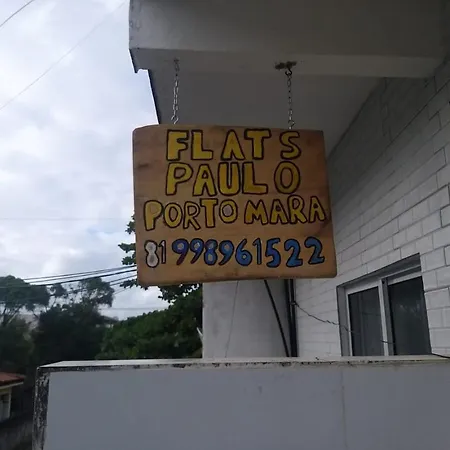 FLATS
PAULO
PORTO MARA
81 998961522